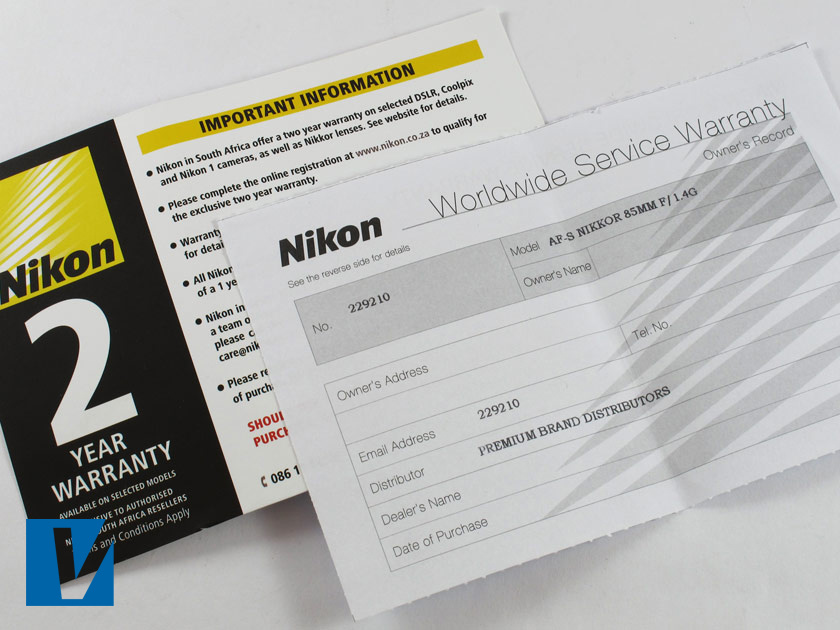 IMPORTANT INFORMATION
• Nikon in South Africa offer a two year warranty on selected DSLR, Coolpix
and Nikon 1 cameras, as well as Nikkor lenses. See website for details.
• Please complete the online registration at www.nikon.co.za to qualify for
the exclusive two year warranty.
• Warranty
for detai
• All Nikon
of a 1 ye
• Nikon in
a team o
please c
care@nik
• Please re
of purch
SHOU
PURC
086 1
Nikon
2
YEAR
WARRANTY
AVAILABLE ON SELECTED MODELS
TO AUTHORISED
SOUTH AFRICA RESELLERS
and Conditions Apply
Nikon
Worldwide Service Warranty
Owner's Record
See the reverse side for details
No. 229210
Model AF-S NIKKOR 85MM F/1.4G
Owner's Name
Owner's Address
Tel. No.
Email Address 229210
Distributor PREMIUM BRAND DISTRIBUTORS
Dealer's Name
Date of Purchase
V